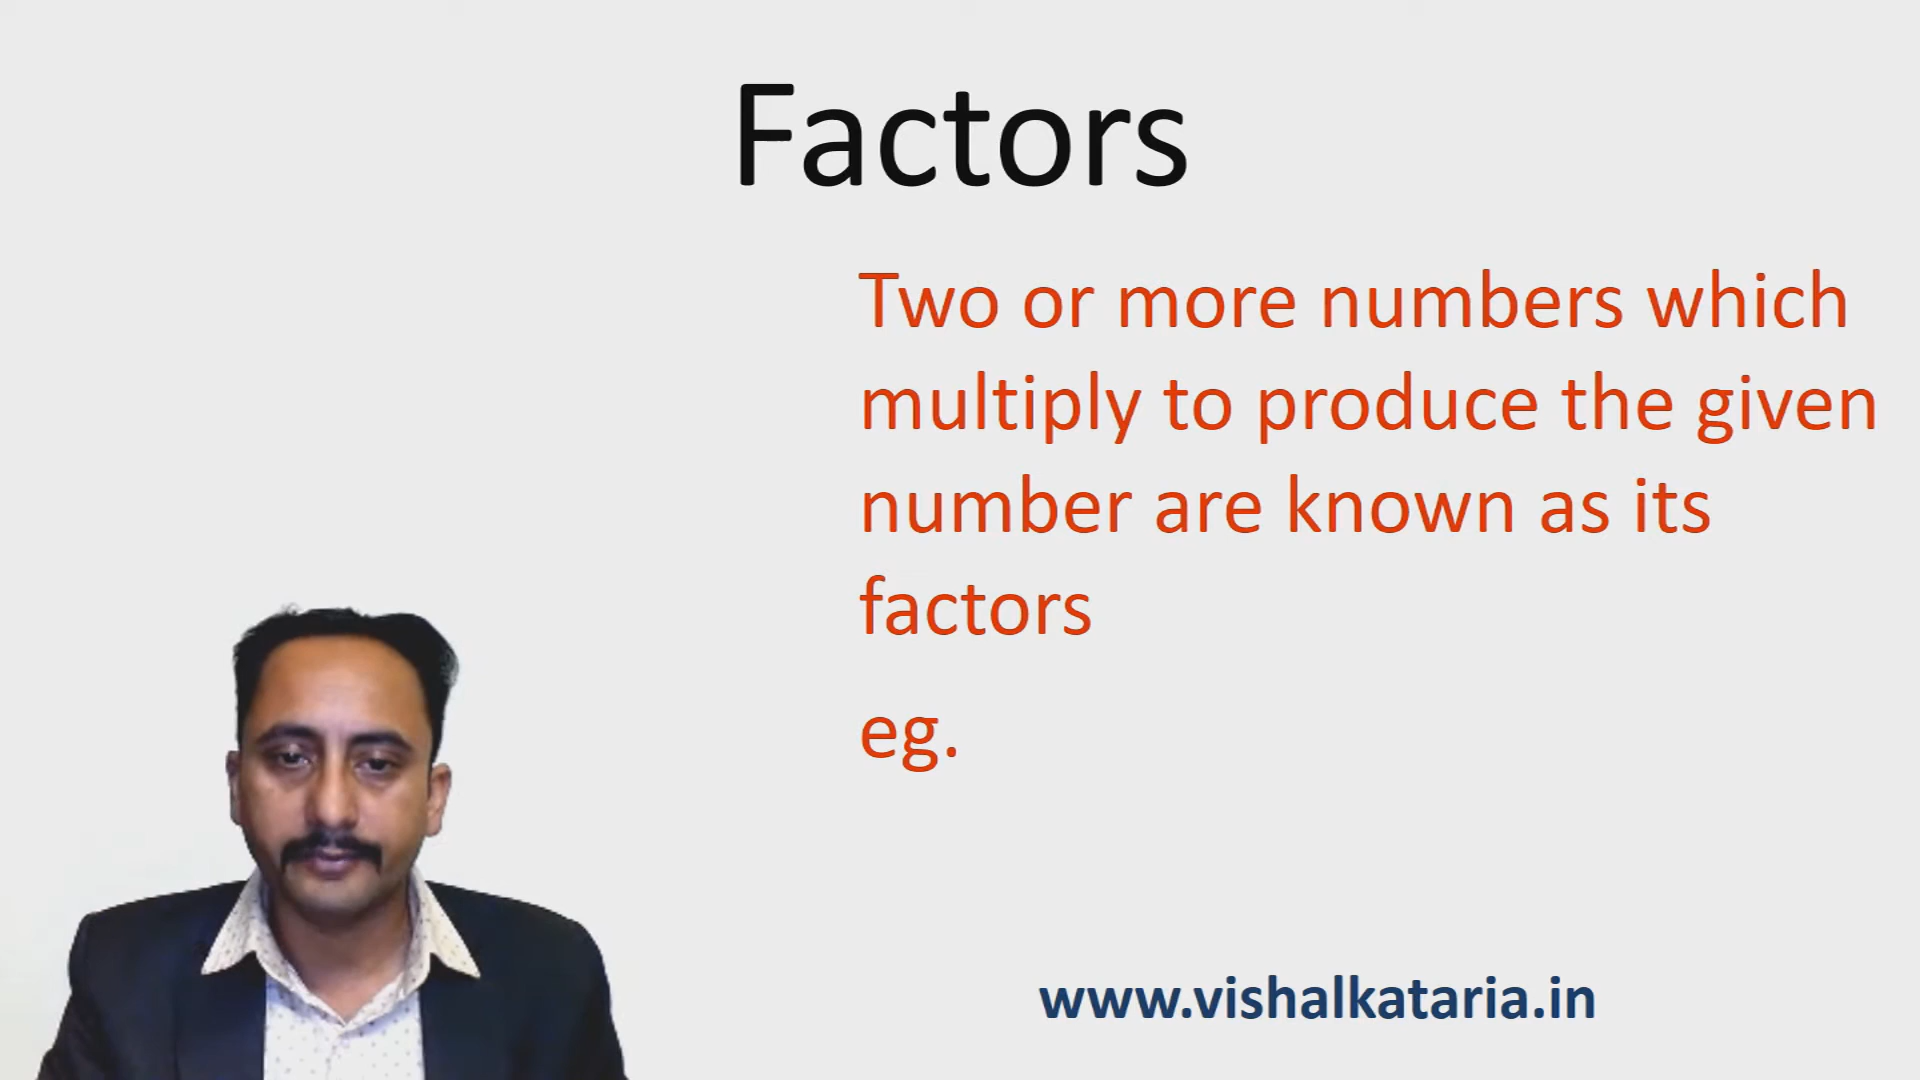 Factors
Two or more numbers which
multiply to produce the given
number are known as its
factors
eg.
www.vishalkataria.in